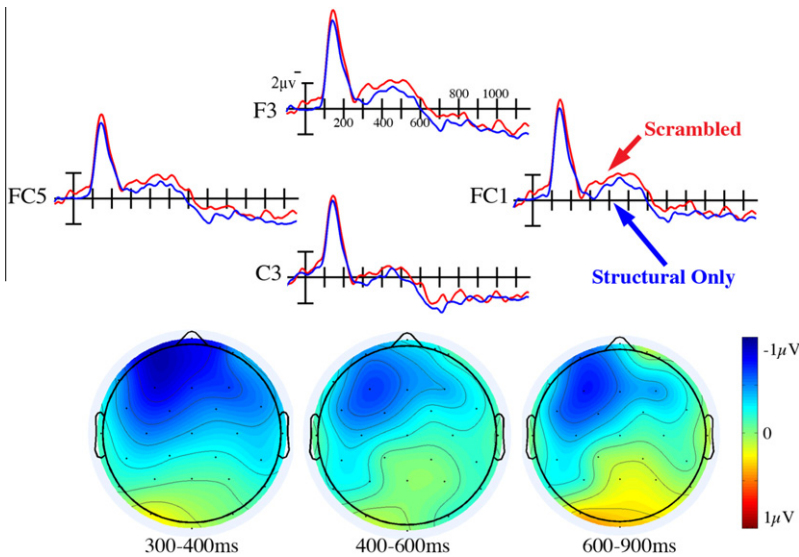 2µv-
F3
200 400 600 800 1000
Scrambled
FC5
FC1
C3
Structural Only
-1µV
0
1µV
300-400ms 400-600ms 600-900ms